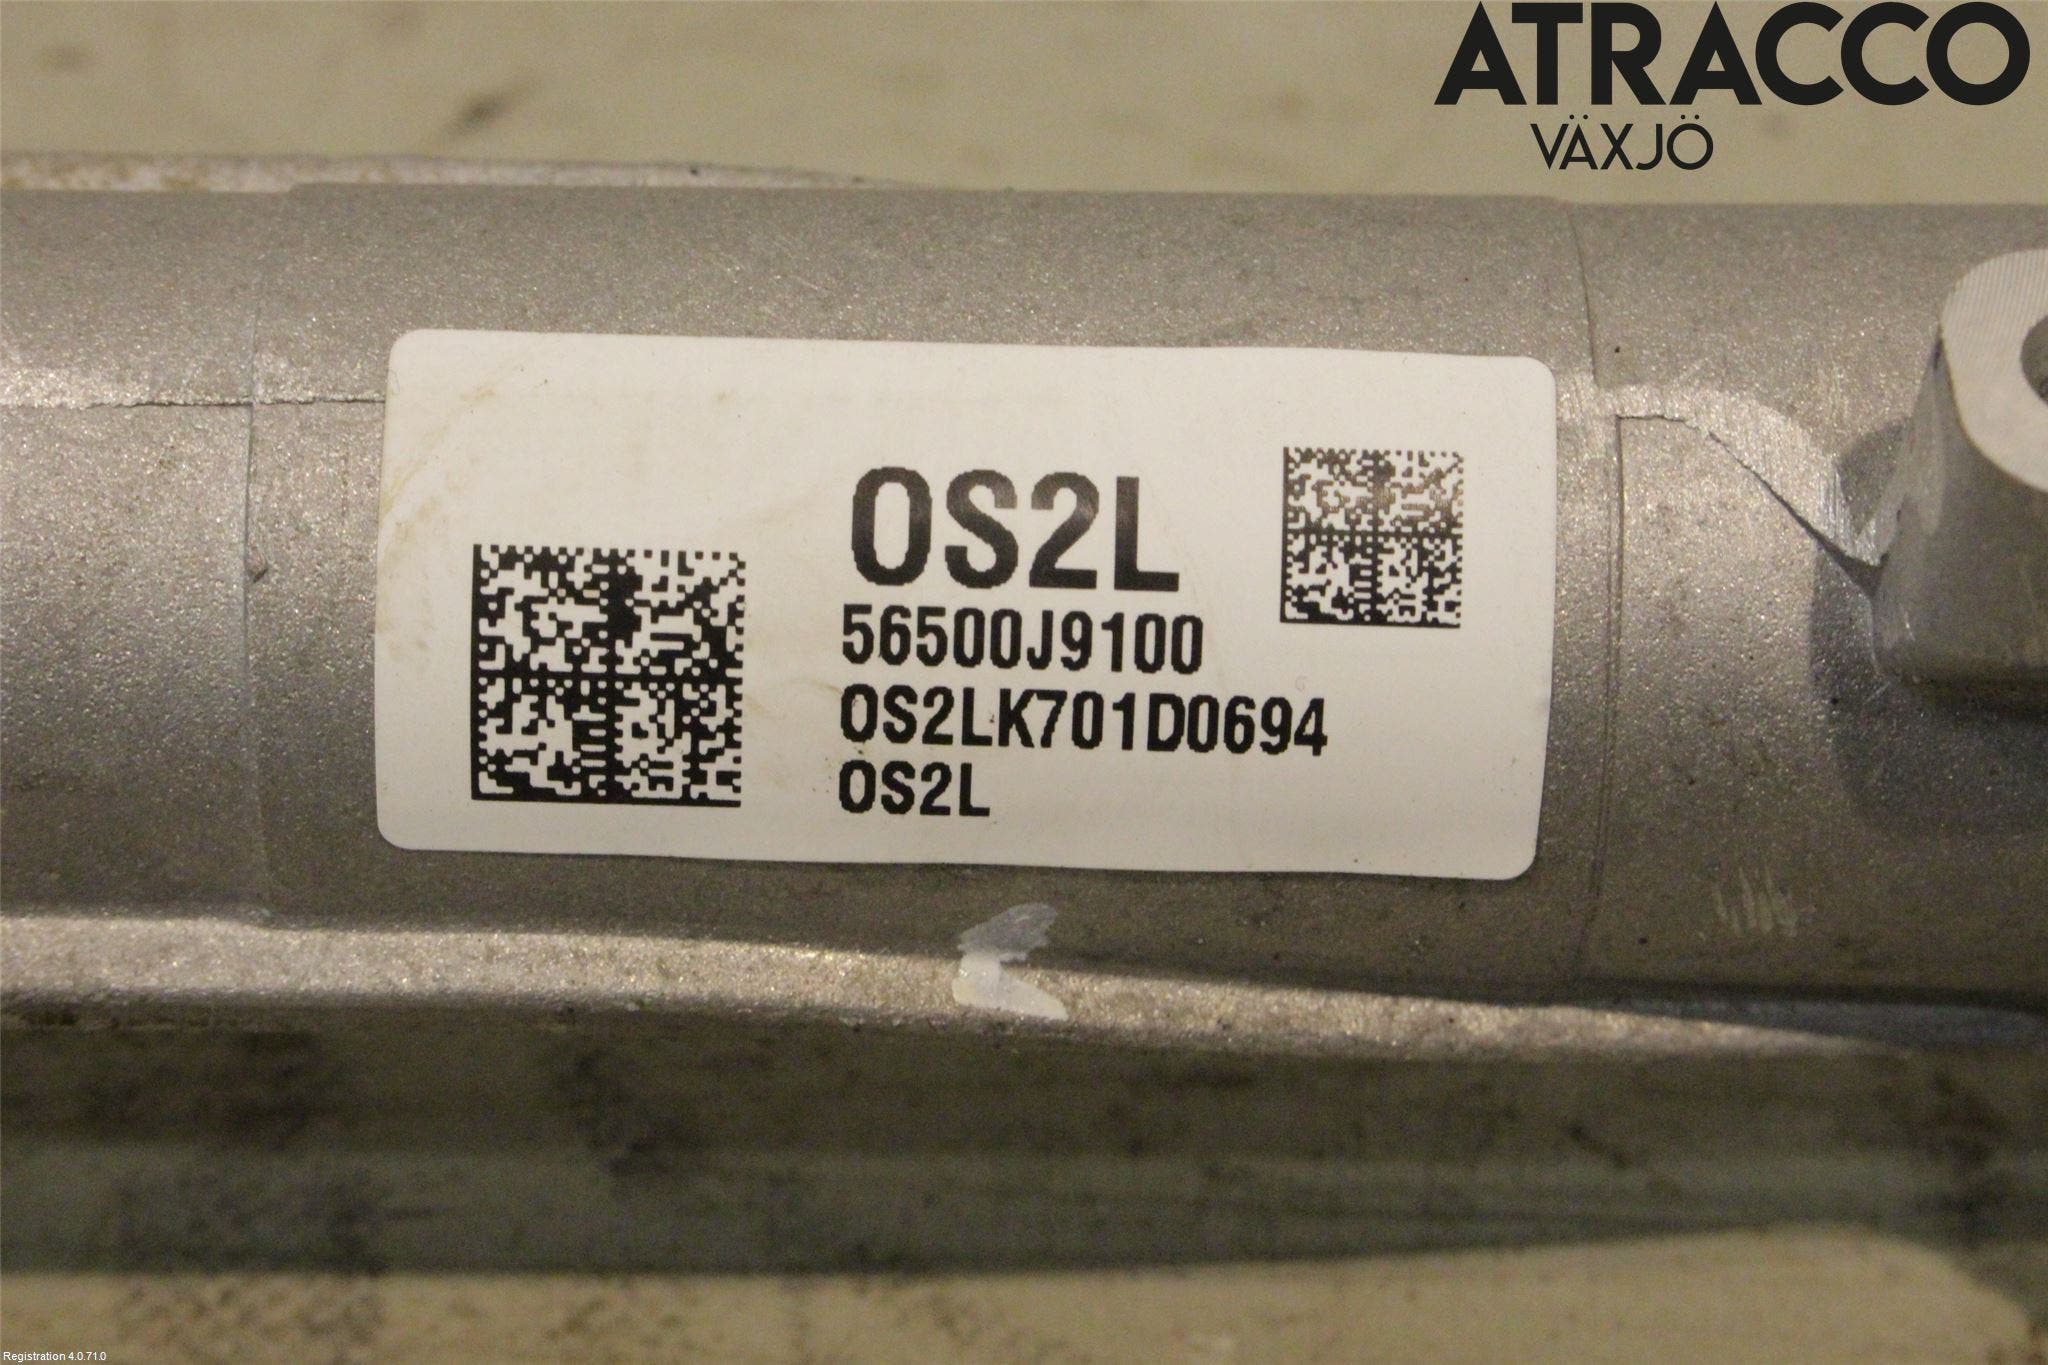 ATRACCO
VÄXJÖ
OS2L
56500J9100
OS2LK701D0694
OS2L
Registration 4.0.71.0